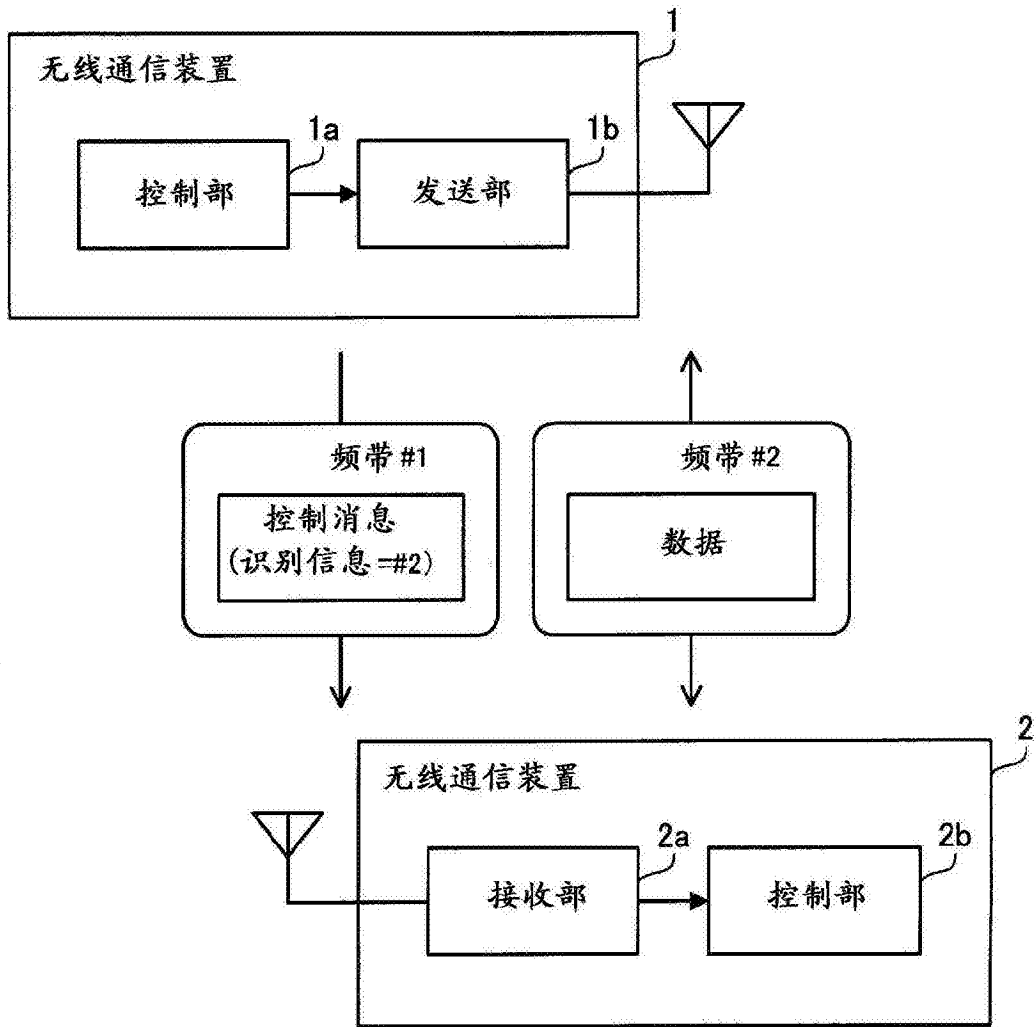 1
无线通信装置
1a
1b
控制部
发送部
频带#1
频带#2
控制消息
(识别信息=#2)
数据
2
无线通信装置
2a
2b
接收部
控制部